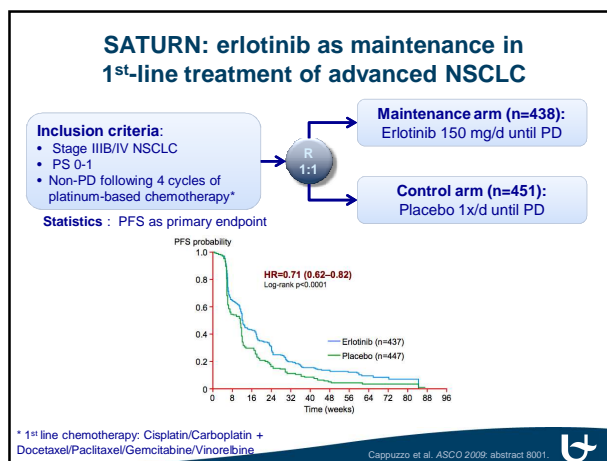 SATURN: erlotinib as maintenance in
1st-line treatment of advanced NSCLC
Inclusion criteria:
• Stage IIIB/IV NSCLC
• PS 0-1
• Non-PD following 4 cycles of
platinum-based chemotherapy*
R
1:1
Maintenance arm (n=438):
Erlotinib 150 mg/d until PD
Control arm (n=451):
Placebo 1x/d until PD
Statistics : PFS as primary endpoint
PFS probability
1.0
0.8
0.6
0.4
0.2
0
HR=0.71 (0.62–0.82)
Log-rank p<0.0001
Erlotinib (n=437)
Placebo (n=447)
0 8 16 24 32 40 48 56 64 72 80 88 96
Time (weeks)
* 1st line chemotherapy: Cisplatin/Carboplatin +
Docetaxel/Paclitaxel/Gemcitabine/Vinorelbine
Cappuzzo et al. ASCO 2009: abstract 8001.